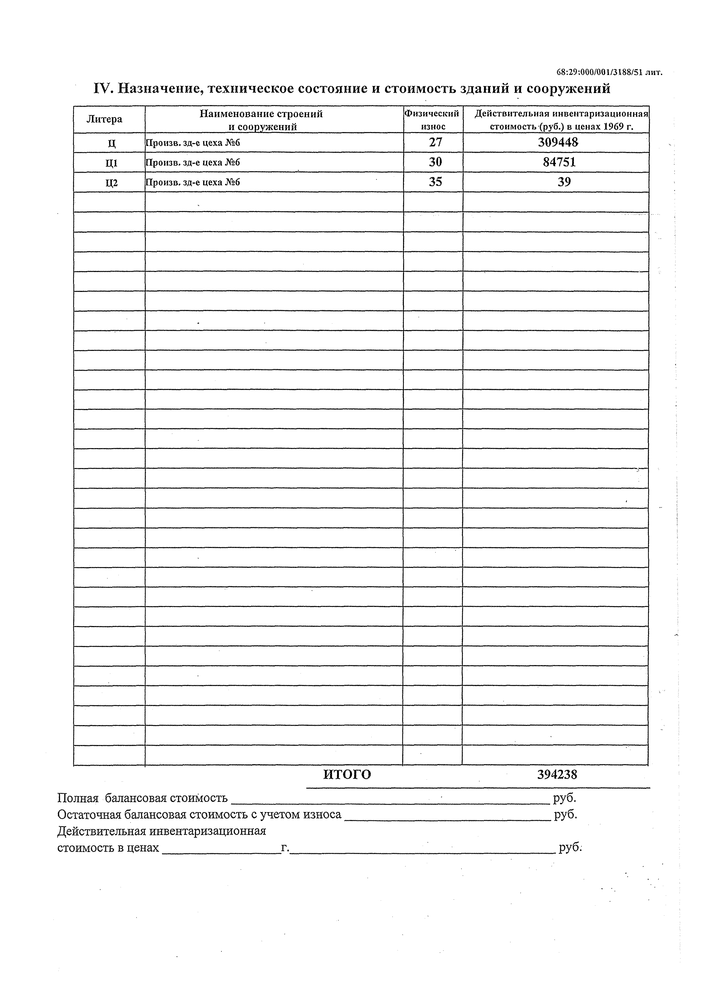 68:29:000/001/3188/51 лит.
IV. Назначение, техническое состояние и стоимость зданий и сооружений
Литера Наименование строений и сооружений Физический износ Действительная инвентаризационная стоимость (руб.) в ценах 1969 г.
Ц Произв. зд-е цеха №6 27 309448
Ц1 Произв. зд-е цеха №6 30 84751
Ц2 Произв. зд-е цеха №6 35 39
ИТОГО 394238
Полная балансовая стоимость руб.
Остаточная балансовая стоимость с учетом износа руб.
Действительная инвентаризационная
стоимость в ценах г. руб.